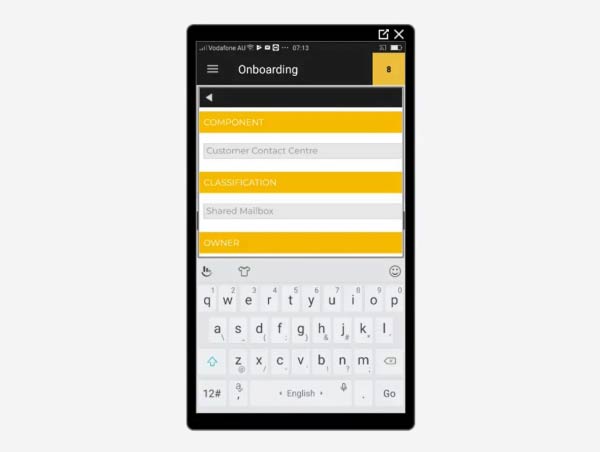 Vodafone AU 07:13
Onboarding 8
COMPONENT
Customer Contact Centre
CLASSIFICATION
Shared Mailbox
OWNER
1 2 3 4 5 6 7 8 9 0
q w e r t y u i o p
a s d f g h j k l
\ _ ( : ) & # * !
z x c v b n m
@ / - ' ! ? ;
12# , English . Go